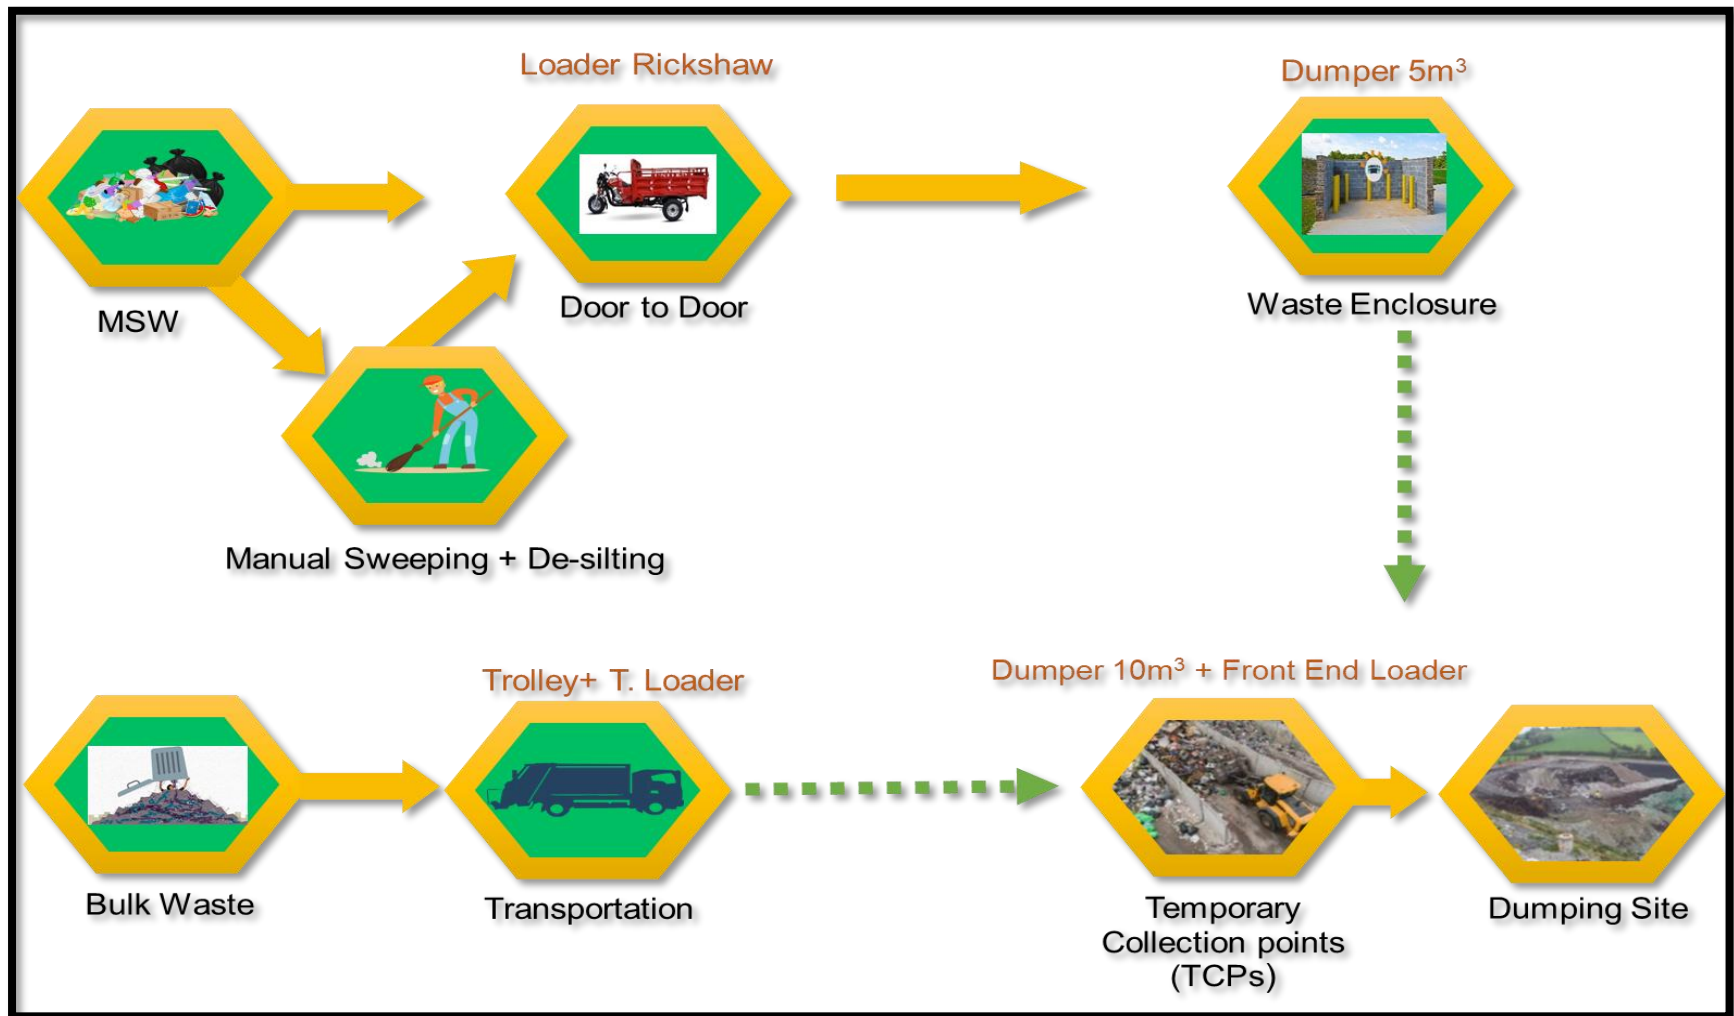 Loader Rickshaw
Dumper 5m³
MSW
Door to Door
Waste Enclosure
Manual Sweeping + De-silting
Trolley+ T. Loader
Dumper 10m³ + Front End Loader
Bulk Waste
Transportation
Temporary
Collection points
(TCPs)
Dumping Site